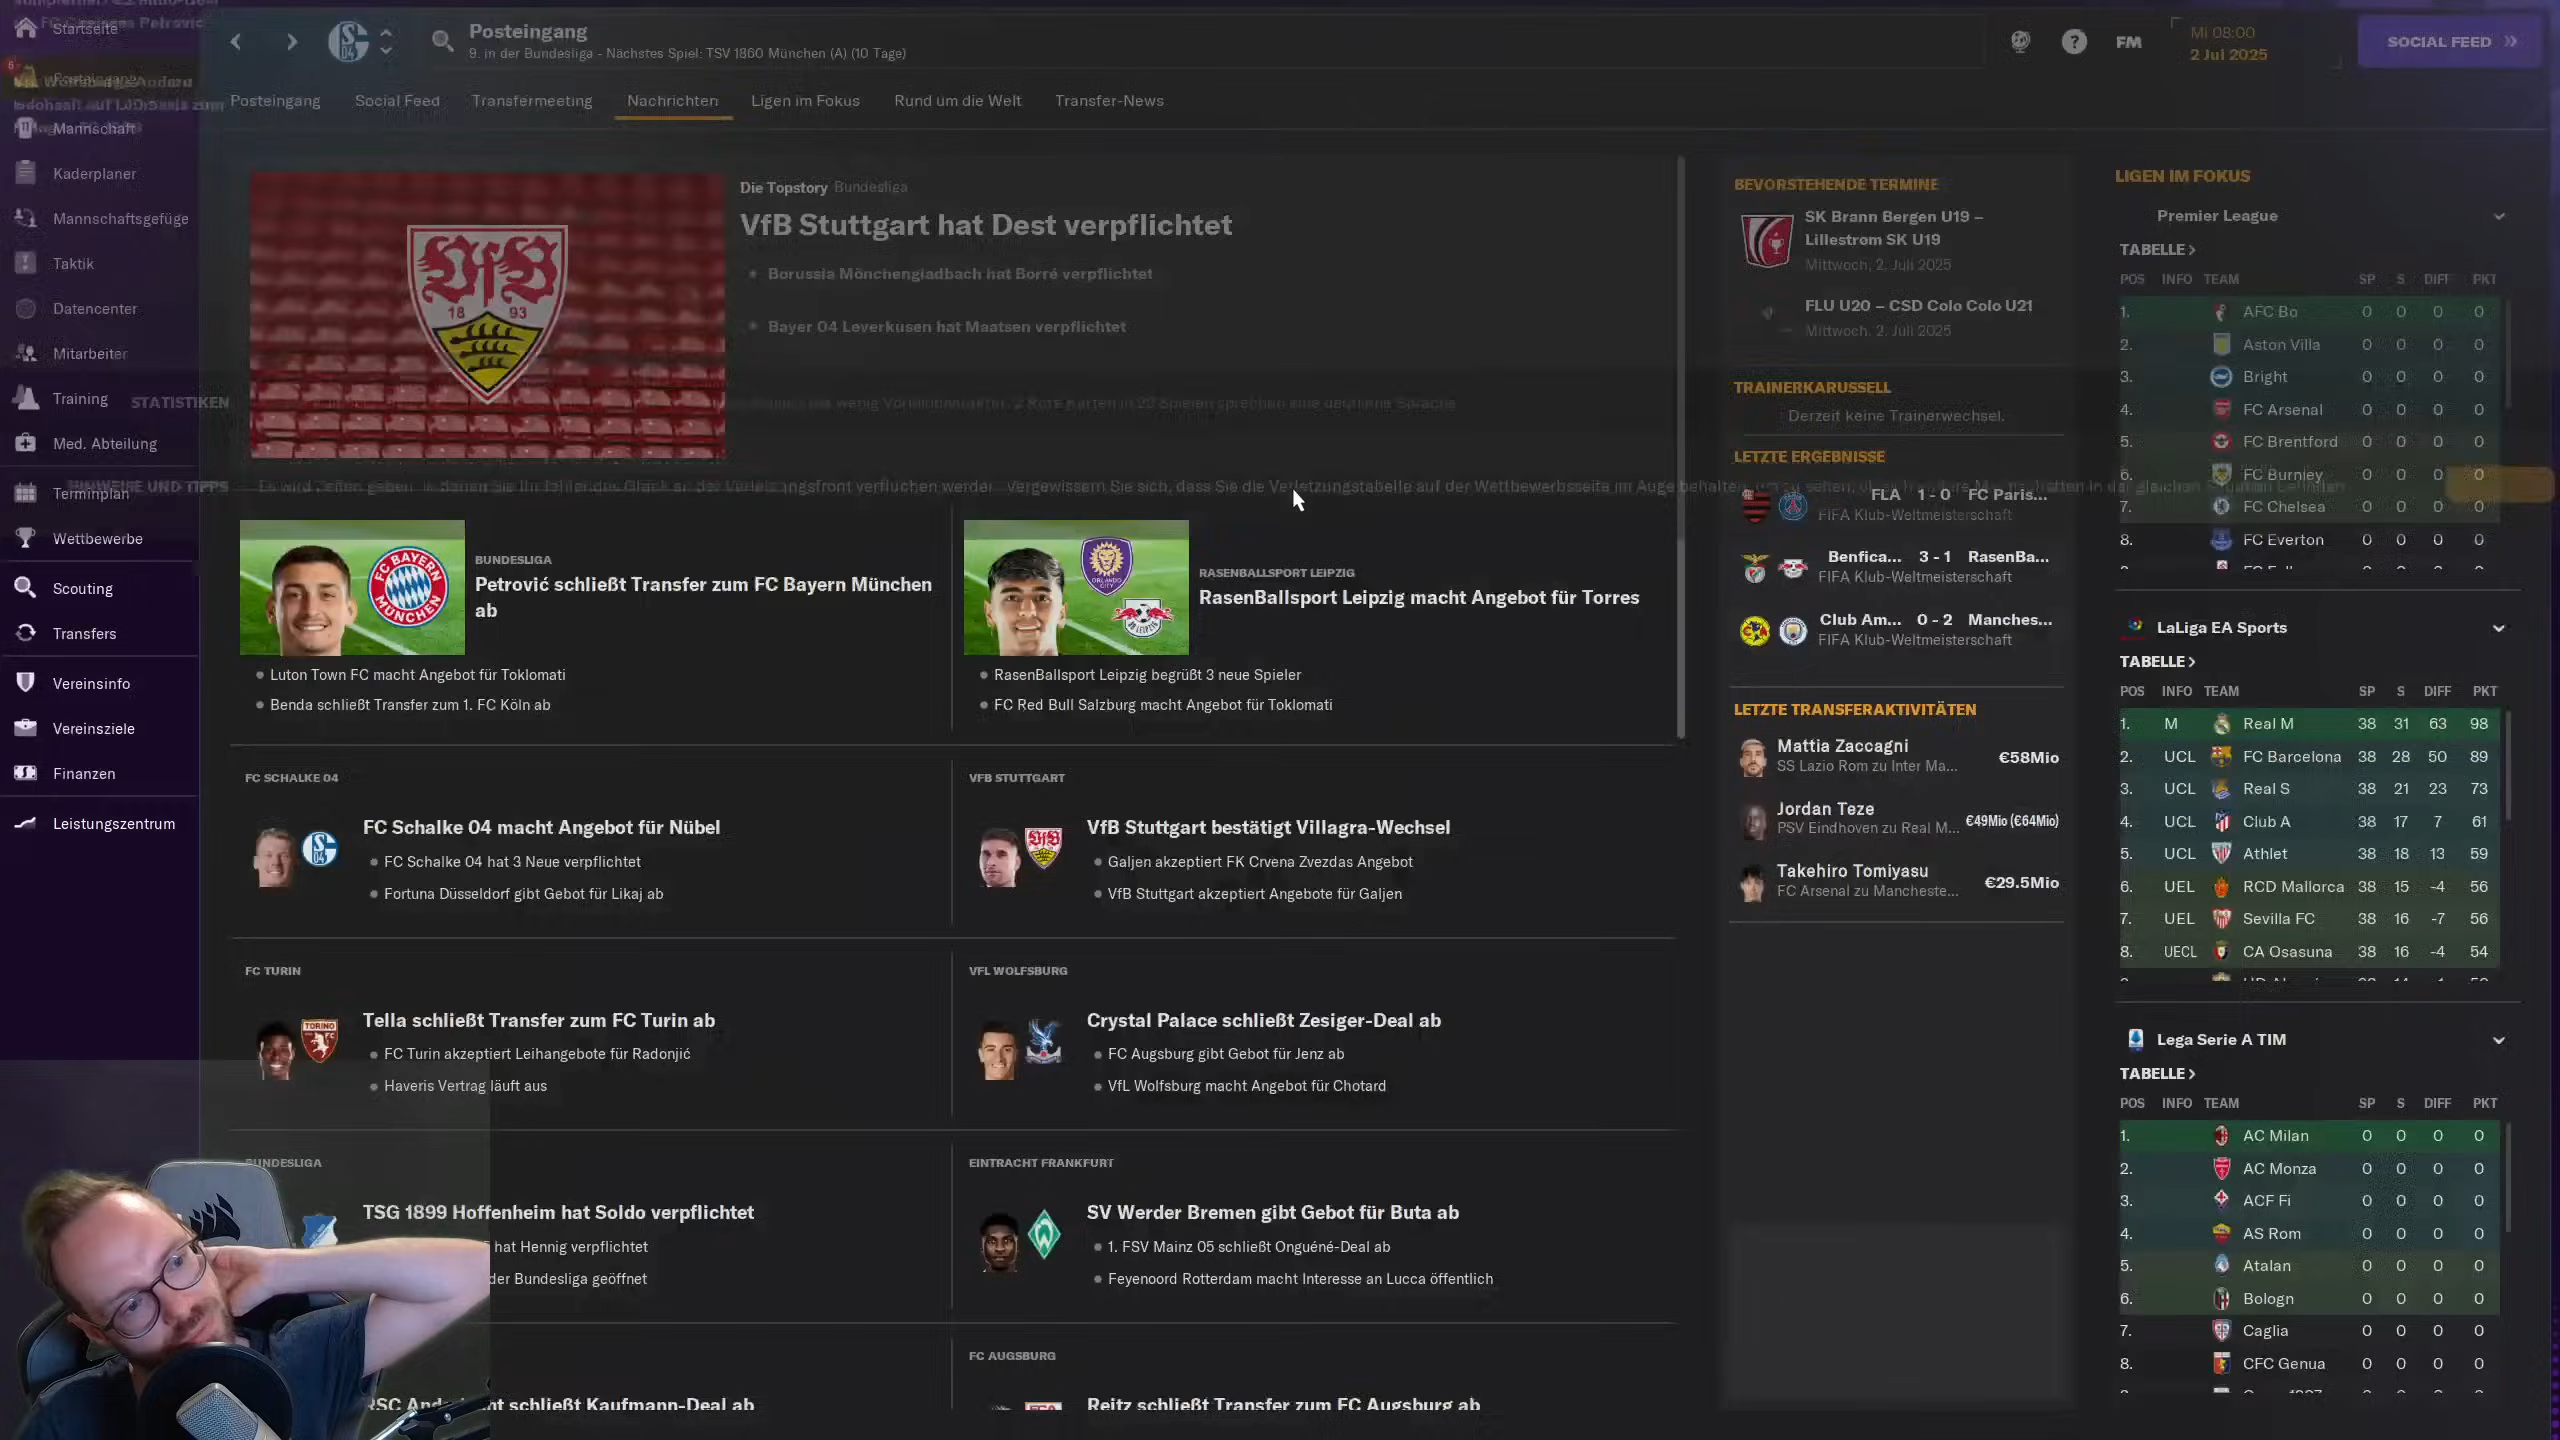 Startseite
Posteingang
9. in der Bundesliga - Nächstes Spiel: TSV 1860 München (A) (10 Tage)
FM
Mi 08:00
2 Jul 2025
SOCIAL FEED
Posteingang
Social Feed
Transfermeeting
Nachrichten
Ligen im Fokus
Rund um die Welt
Transfer-News
Mannschaft
Kaderplaner
Mannschaftsgefüge
Taktik
Datencenter
Mitarbeiter
Training
STATISTIKEN
Med. Abteilung
Terminplan
HINWEISE UND TIPPS
Wettbewerbe
Scouting
Transfers
Vereinsinfo
Vereinsziele
Finanzen
Leistungszentrum
Die Topstory Bundesliga
VfB Stuttgart hat Dest verpflichtet
Borussia Mönchengladbach hat Borré verpflichtet
Bayer 04 Leverkusen hat Maatsen verpflichtet
18 93
Vergewissern Sie sich, dass Sie die Verletzungstabelle auf der Wettbewerbsseite im Auge behalten,
BUNDESLIGA
Petrović schließt Transfer zum FC Bayern München
ab
Luton Town FC macht Angebot für Toklomati
Benda schließt Transfer zum 1. FC Köln ab
RASENBALLSPORT LEIPZIG
RasenBallsport Leipzig macht Angebot für Torres
RasenBallsport Leipzig begrüßt 3 neue Spieler
FC Red Bull Salzburg macht Angebot für Toklomati
FC SCHALKE 04
FC Schalke 04 macht Angebot für Nübel
FC Schalke 04 hat 3 Neue verpflichtet
Fortuna Düsseldorf gibt Gebot für Likaj ab
VFB STUTTGART
VfB Stuttgart bestätigt Villagra-Wechsel
Galjen akzeptiert FK Crvena Zvezdas Angebot
VfB Stuttgart akzeptiert Angebote für Galjen
FC TURIN
Tella schließt Transfer zum FC Turin ab
FC Turin akzeptiert Leihangebote für Radonjić
Haveris Vertrag läuft aus
VFL WOLFSBURG
Crystal Palace schließt Zesiger-Deal ab
FC Augsburg gibt Gebot für Jenz ab
VfL Wolfsburg macht Angebot für Chotard
BUNDESLIGA
TSG 1899 Hoffenheim hat Soldo verpflichtet
hat Hennig verpflichtet
der Bundesliga geöffnet
EINTRACHT FRANKFURT
SV Werder Bremen gibt Gebot für Buta ab
1. FSV Mainz 05 schließt Onguéné-Deal ab
Feyenoord Rotterdam macht Interesse an Lucca öffentlich
schließt Kaufmann-Deal ab
FC AUGSBURG
Reitz schließt Transfer zum FC Augsburg ab
BEVORSTEHENDE TERMINE
SK Brann Bergen U19 –
Lillestrøm SK U19
Mittwoch, 2. Juli 2025
FLU U20 – CSD Colo Colo U21
Mittwoch, 2. Juli 2025
TRAINERKARUSSELL
Derzeit keine Trainerwechsel.
LETZTE ERGEBNISSE
FLA 1 - 0 FC Paris...
FIFA Klub-Weltmeisterschaft
Benfica... 3 - 1 RasenBa...
FIFA Klub-Weltmeisterschaft
Club Am... 0 - 2 Manches...
FIFA Klub-Weltmeisterschaft
LETZTE TRANSFERAKTIVITÄTEN
Mattia Zaccagni
SS Lazio Rom zu Inter Ma... €58Mio
Jordan Teze
PSV Eindhoven zu Real M... €49Mio (€64Mio)
Takehiro Tomiyasu
FC Arsenal zu Mancheste... €29.5Mio
LIGEN IM FOKUS
Premier League
TABELLE
POS INFO TEAM SP S DIFF PKT
1. AFC Bo 0 0 0 0
2. Aston Villa 0 0 0 0
3. Bright 0 0 0 0
4. FC Arsenal 0 0 0 0
5. FC Brentford 0 0 0 0
6. FC Burnley 0 0 0 0
7. FC Chelsea 0 0 0 0
8. FC Everton 0 0 0 0
LaLiga EA Sports
TABELLE
POS INFO TEAM SP S DIFF PKT
1. M Real M 38 31 63 98
2. UCL FC Barcelona 38 28 50 89
3. UCL Real S 38 21 23 73
4. UCL Club A 38 17 7 61
5. UCL Athlet 38 18 13 59
6. UEL RCD Mallorca 38 15 -4 56
7. UEL Sevilla FC 38 16 -7 56
8. UECL CA Osasuna 38 16 -4 54
Lega Serie A TIM
TABELLE
POS INFO TEAM SP S DIFF PKT
1. AC Milan 0 0 0 0
2. AC Monza 0 0 0 0
3. ACF Fi 0 0 0 0
4. AS Rom 0 0 0 0
5. Atalan 0 0 0 0
6. Bologn 0 0 0 0
7. Caglia 0 0 0 0
8. CFC Genua 0 0 0 0